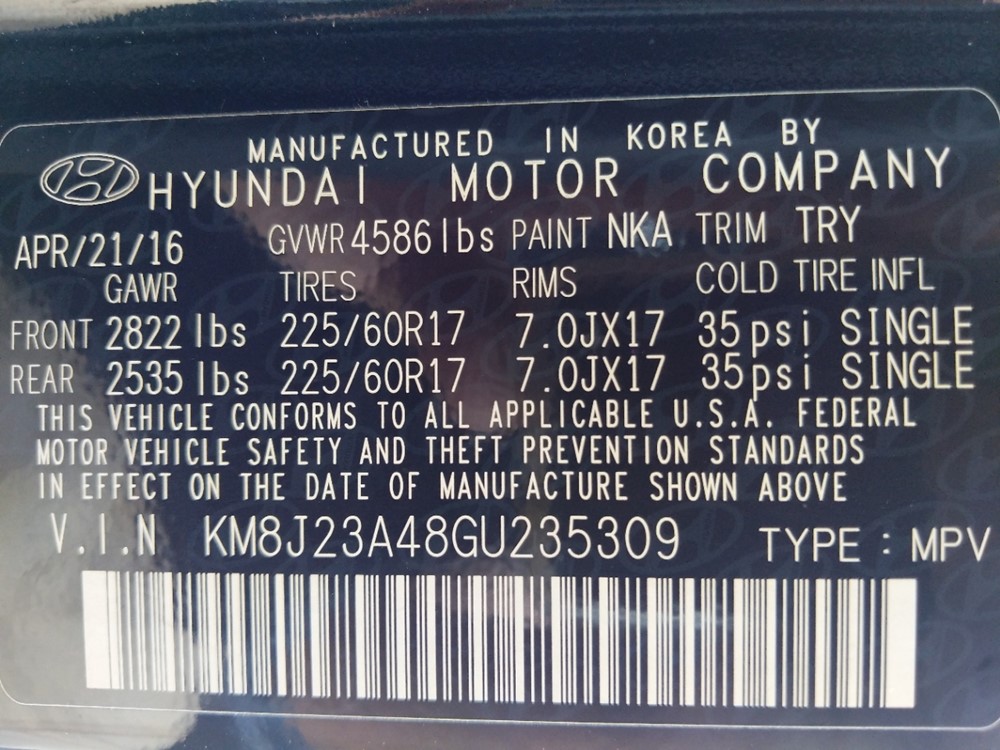 MANUFACTURED IN KOREA BY
HYUNDAI MOTOR COMPANY
APR/21/16 GVWR 4586 lbs PAINT NKA TRIM TRY
GAWR TIRES RIMS COLD TIRE INFL
FRONT 2822 lbs 225/60R17 7.0JX17 35psi SINGLE
REAR 2535 lbs 225/60R17 7.0JX17 35psi SINGLE
THIS VEHICLE CONFORMS TO ALL APPLICABLE U.S.A. FEDERAL
MOTOR VEHICLE SAFETY AND THEFT PREVENTION STANDARDS
IN EFFECT ON THE DATE OF MANUFACTURE SHOWN ABOVE
V.I.N KM8J23A48GU235309 TYPE : MPV